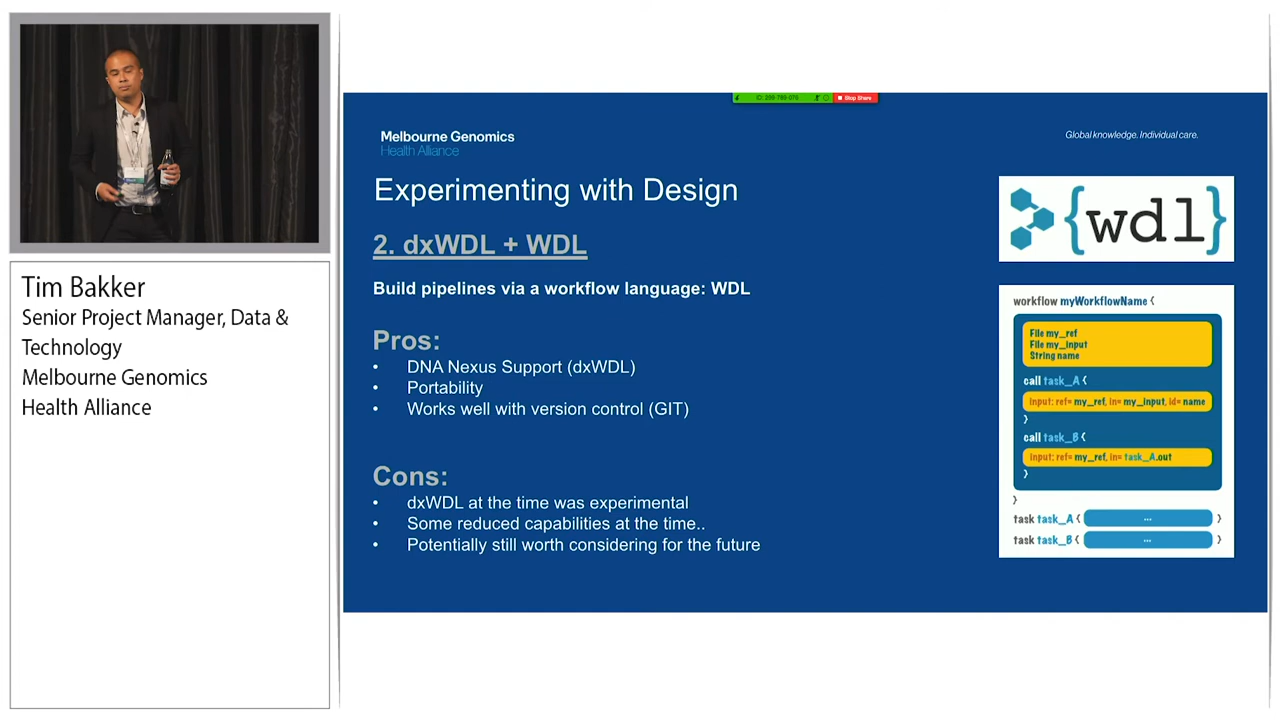 Tim Bakker
Senior Project Manager, Data &
Technology
Melbourne Genomics
Health Alliance
ID: 259-789-076
Stop Share
Melbourne Genomics
Health Alliance
Global knowledge. Individual care.
Experimenting with Design
2. dxWDL + WDL
Build pipelines via a workflow language: WDL
Pros:
• DNA Nexus Support (dxWDL)
• Portability
• Works well with version control (GIT)
Cons:
• dxWDL at the time was experimental
• Some reduced capabilities at the time..
• Potentially still worth considering for the future
{wdl}
workflow myWorkflowName {
File my_ref
File my_input
String name
call task_A {
input: ref= my_ref, in= my_input, id= name
}
call task_B {
input: ref= my_ref, in= task_A.out
}
}
task task_A { ... }
task task_B { ... }